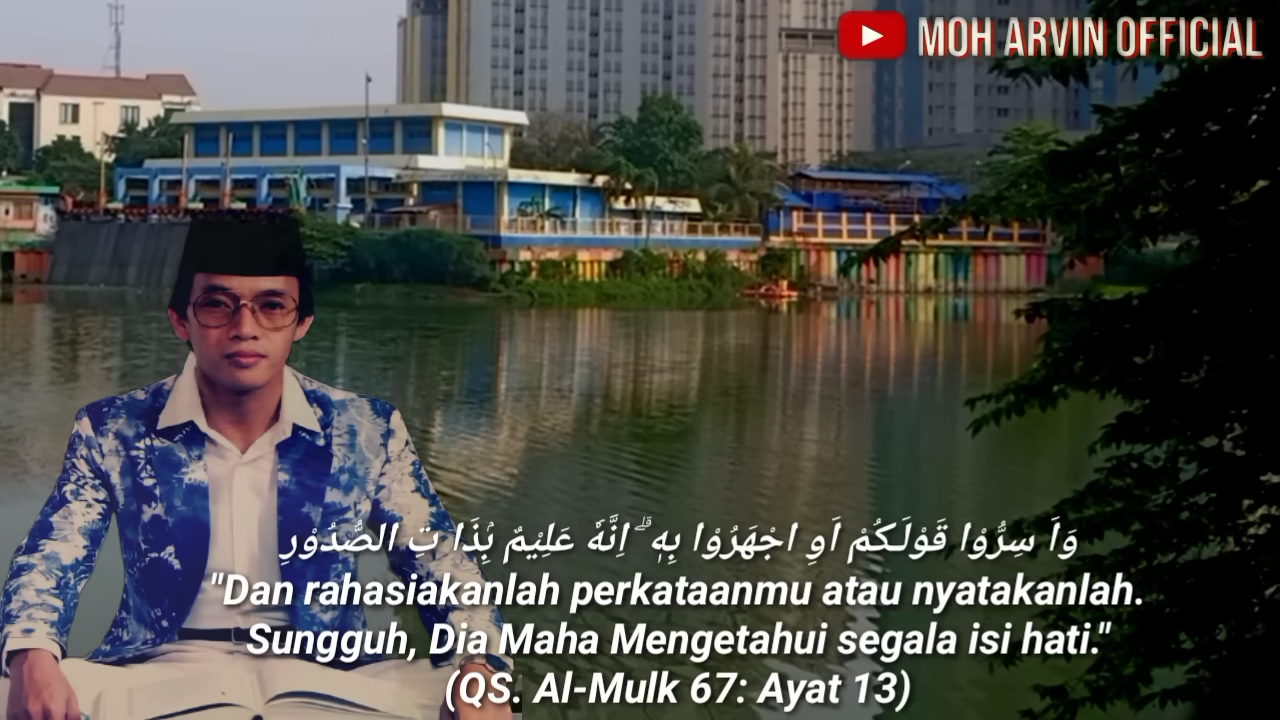 MOH ARVIN OFFICIAL
وَاَ سِرُّوْا قَوْلَـكُمْ اَوِ اجْهَرُوْا بِهٖ ۗ اِنَّهٗ عَلِيْمٌۢ بِۢذَا تِ الصُّدُوْرِ
"Dan rahasiakanlah perkataanmu atau nyatakanlah.
Sungguh, Dia Maha Mengetahui segala isi hati."
(QS. Al-Mulk 67: Ayat 13)